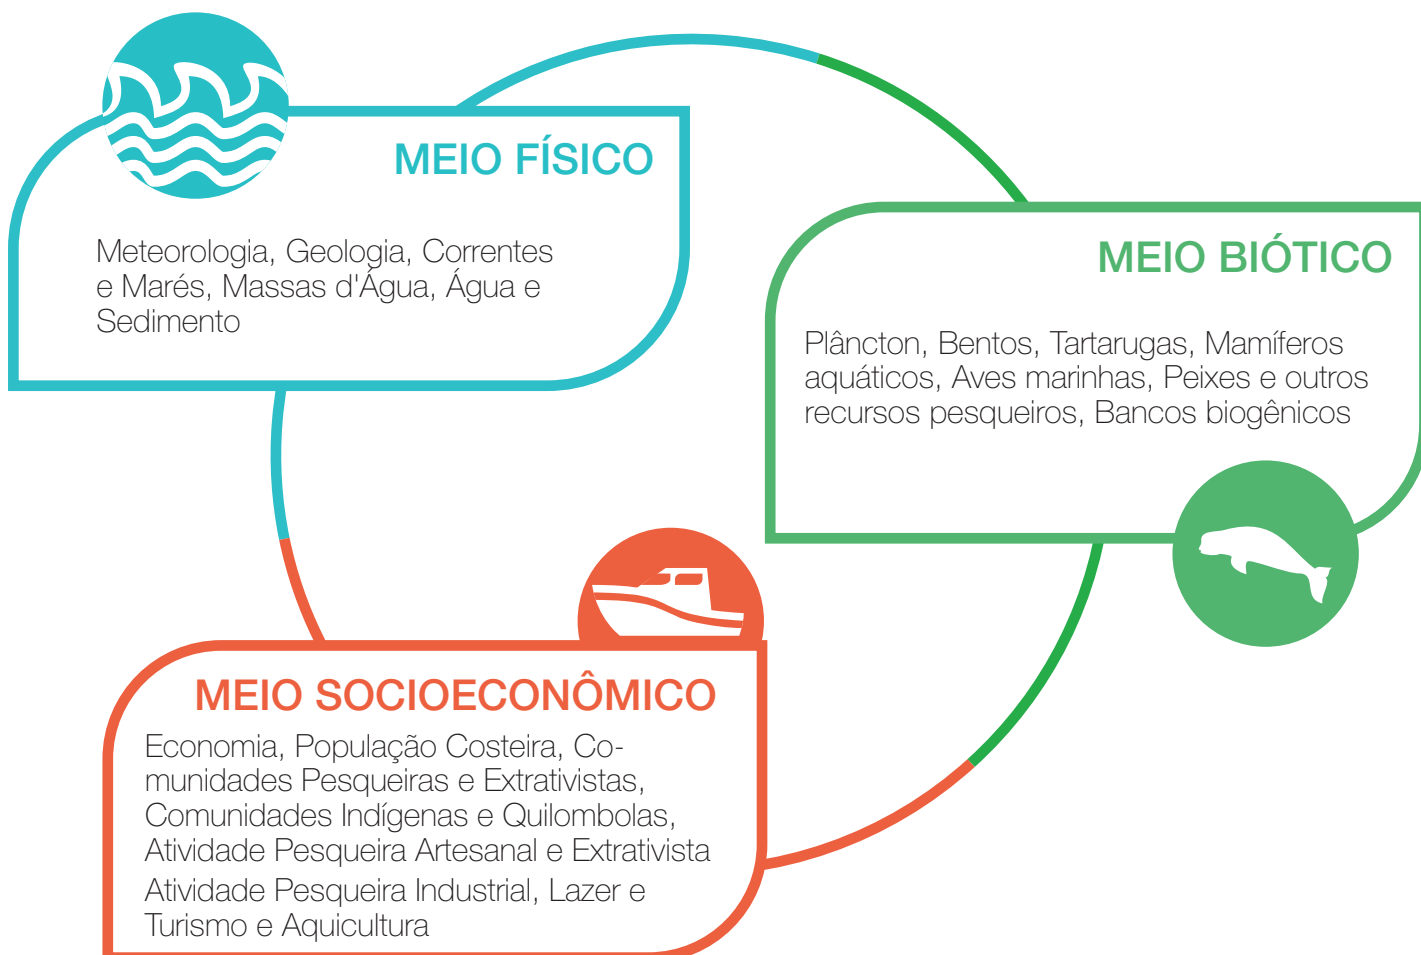 MEIO FÍSICO
Meteorologia, Geologia, Correntes
e Marés, Massas d'Água, Água e
Sedimento
MEIO BIÓTICO
Plâncton, Bentos, Tartarugas, Mamíferos
aquáticos, Aves marinhas, Peixes e outros
recursos pesqueiros, Bancos biogênicos
MEIO SOCIOECONÔMICO
Economia, População Costeira, Co-
munidades Pesqueiras e Extrativistas,
Comunidades Indígenas e Quilombolas,
Atividade Pesqueira Artesanal e Extrativista
Atividade Pesqueira Industrial, Lazer e
Turismo e Aquicultura